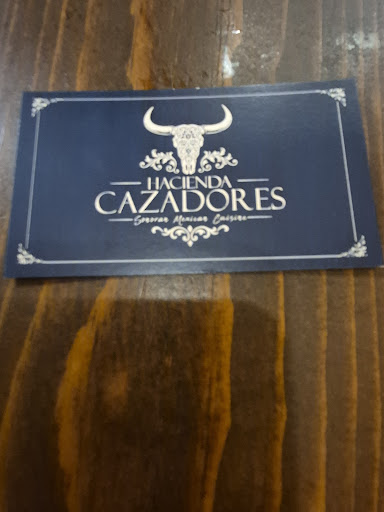 HACIENDA
CAZADORES
Sonoran Mexican Cuisine